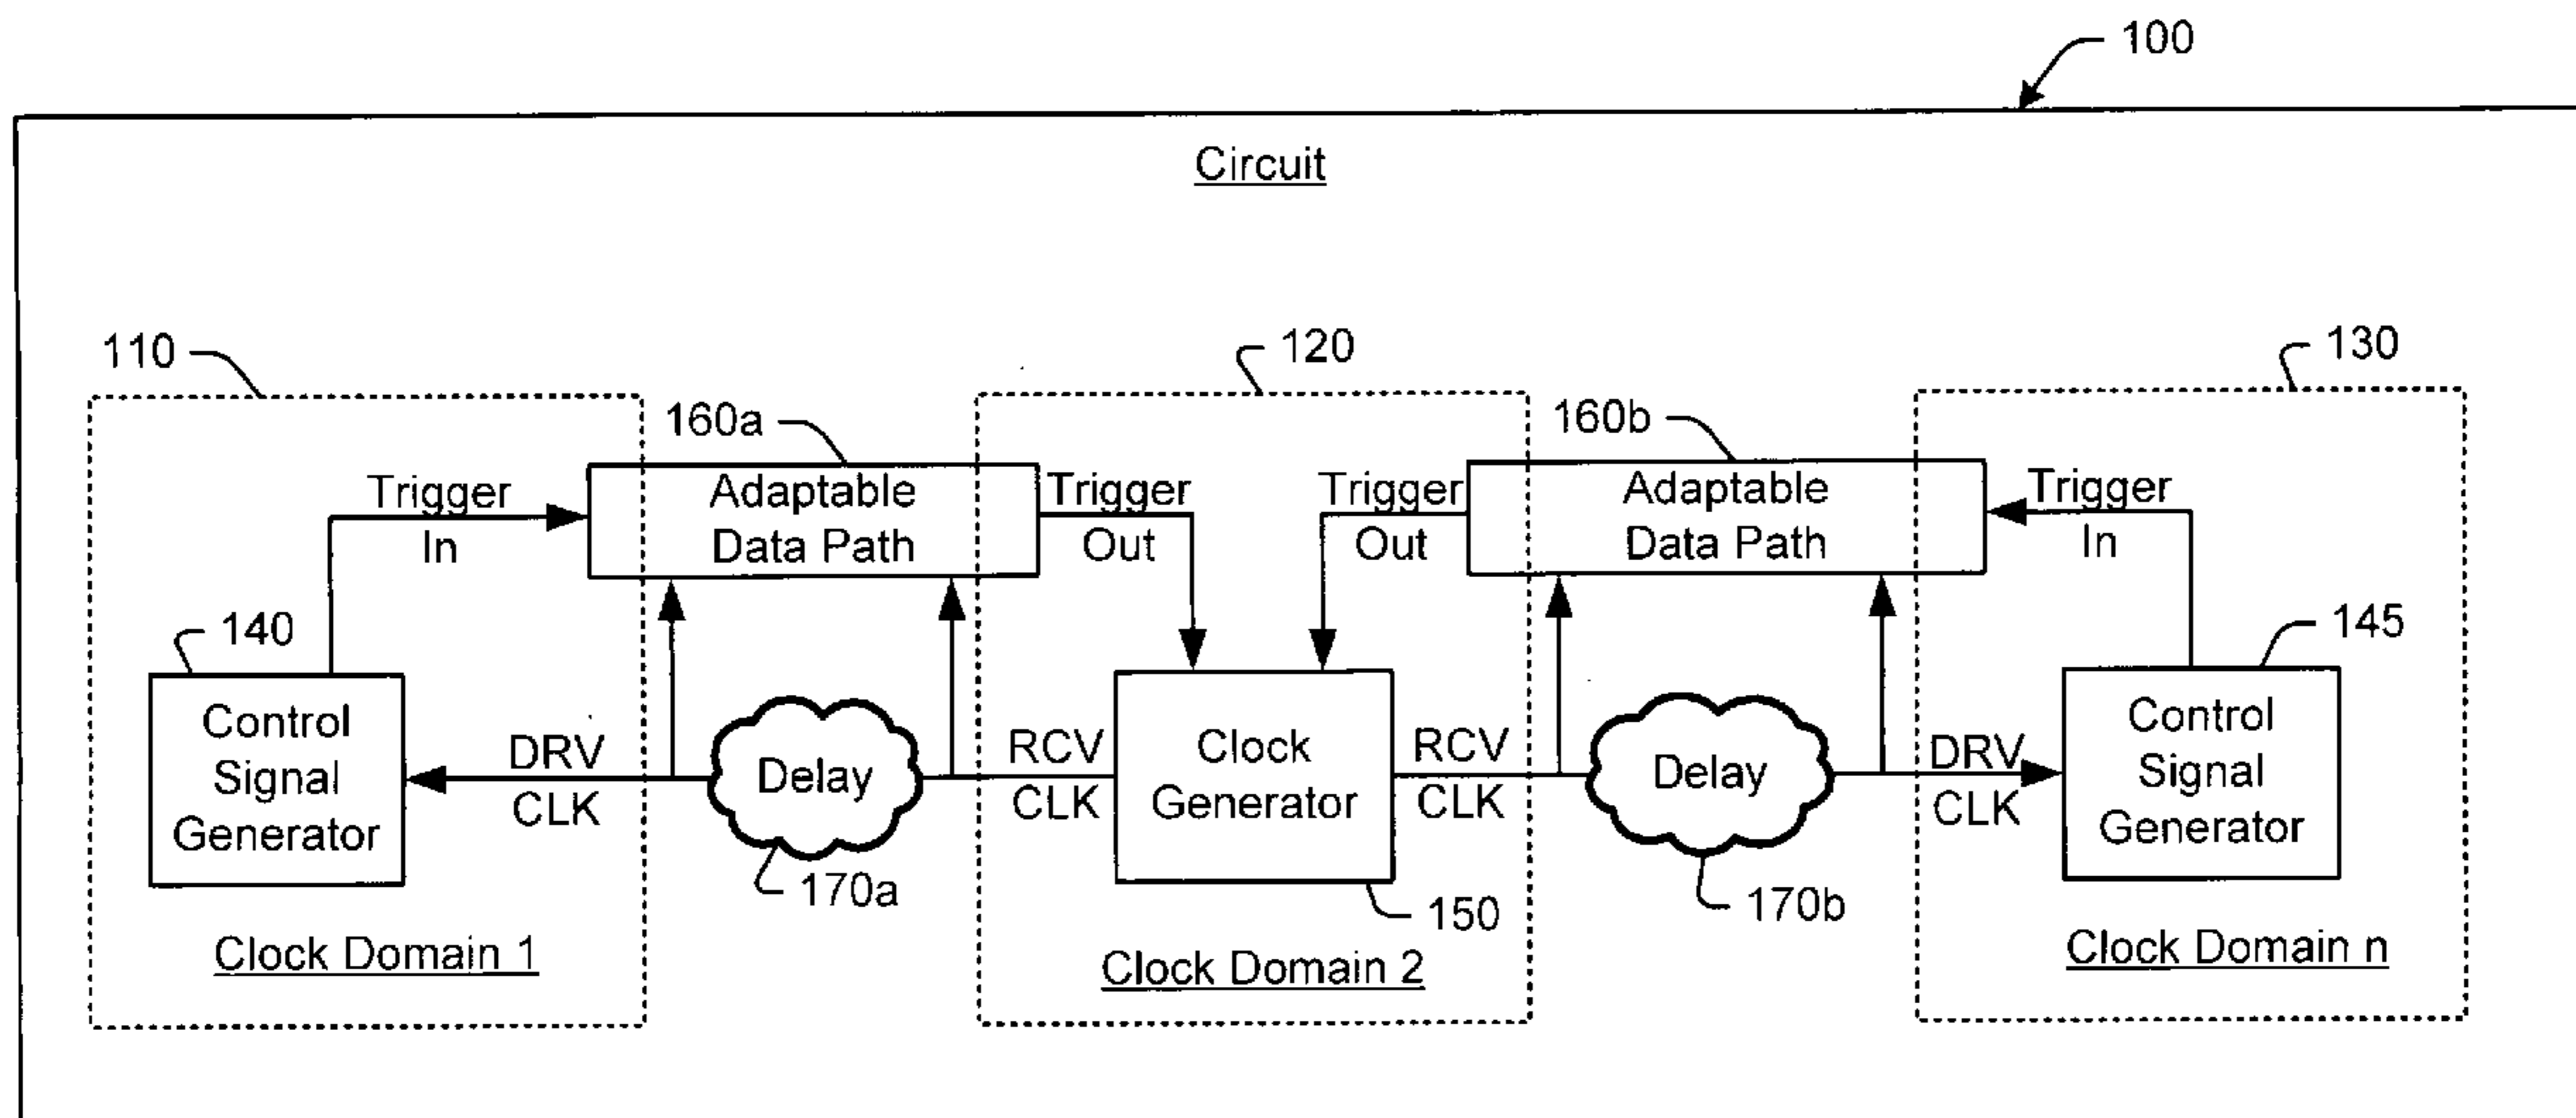 100
Circuit
110
120
130
160a
160b
Trigger
In
Adaptable
Data Path
Trigger
Out
Trigger
Out
Adaptable
Data Path
Trigger
In
140
145
Control
Signal
Generator
DRV
CLK
Delay
RCV
CLK
Clock
Generator
RCV
CLK
Delay
DRV
CLK
Control
Signal
Generator
170a
150
170b
Clock Domain 1
Clock Domain 2
Clock Domain n